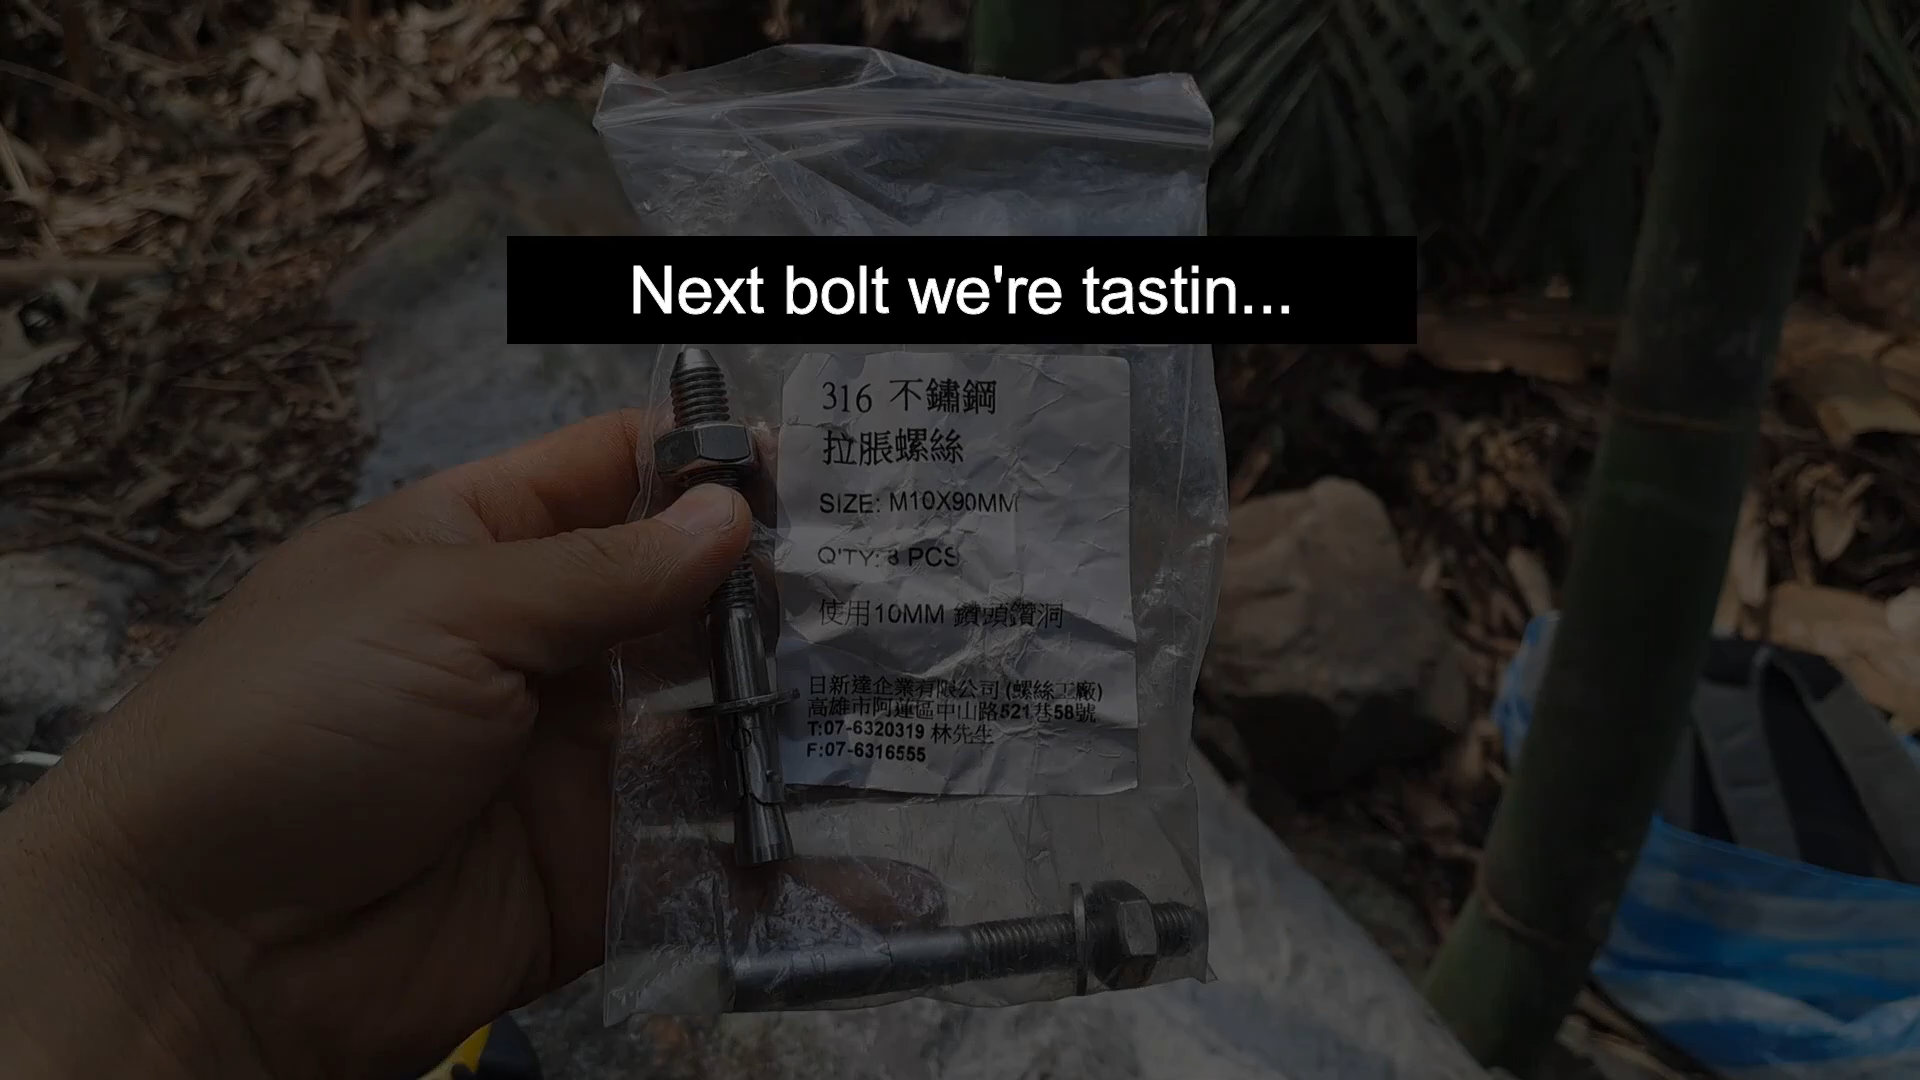 Next bolt we're tastin...
316 不鏽鋼
拉脹螺絲
SIZE: M10X90MM
Q'TY: 8 PCS
使用10MM 鑽頭鑽洞
日新達企業有限公司 (螺絲工廠)
高雄市阿蓮區中山路521巷58號
T:07-6320319 林先生
F:07-6316555